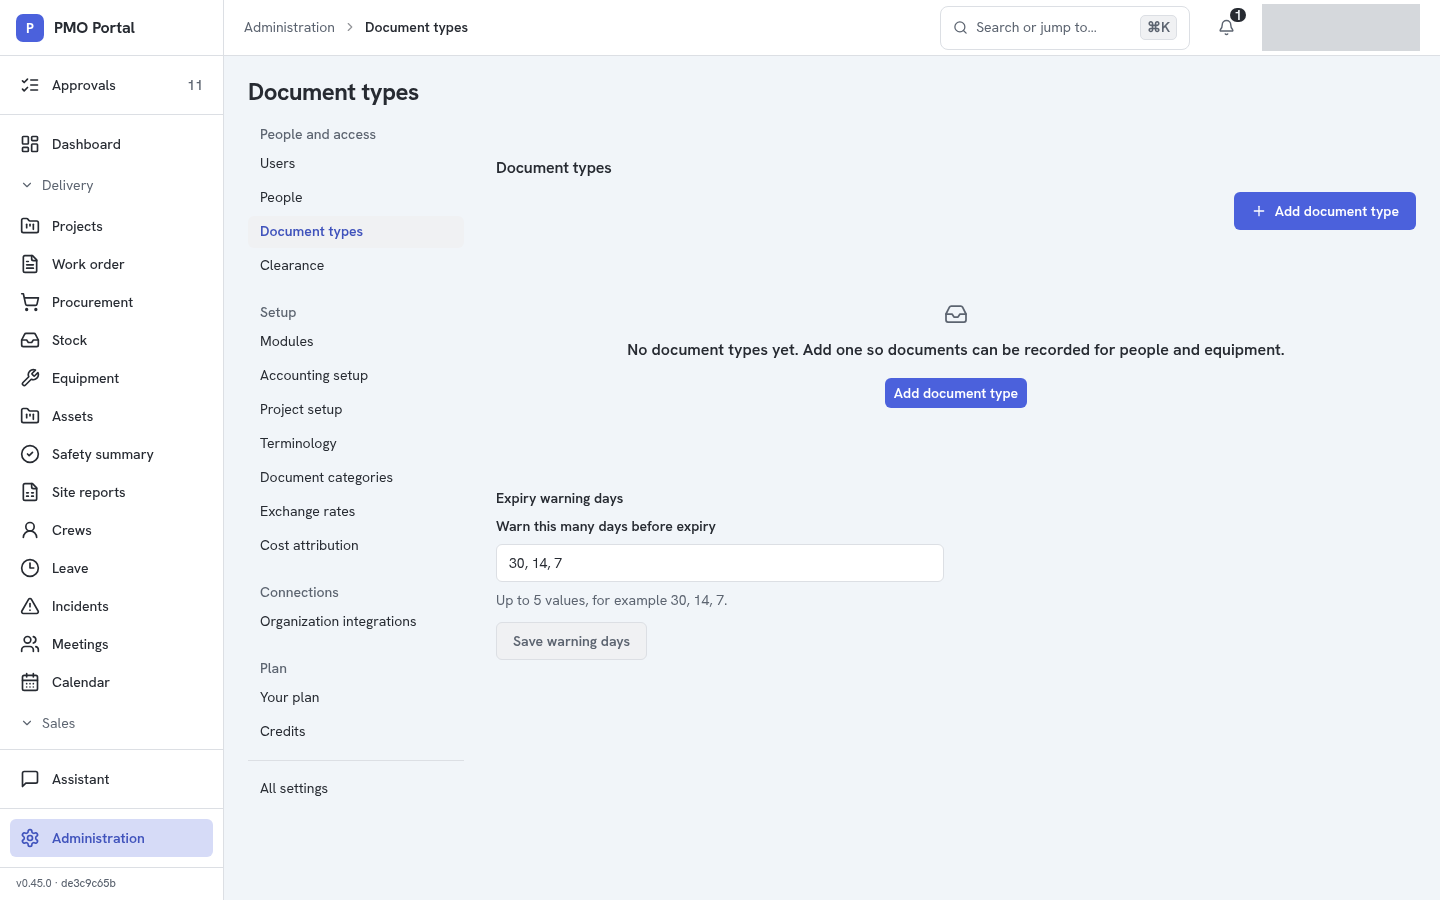 P PMO Portal
Administration > Document types
Search or jump to... ⌘K
1
Approvals 11
Dashboard
Delivery
Projects
Work order
Procurement
Stock
Equipment
Assets
Safety summary
Site reports
Crews
Leave
Incidents
Meetings
Calendar
Sales
Assistant
Administration
v0.45.0 · de3c9c65b
Document types
People and access
Users
People
Document types
Clearance
Setup
Modules
Accounting setup
Project setup
Terminology
Document categories
Exchange rates
Cost attribution
Connections
Organization integrations
Plan
Your plan
Credits
All settings
Document types
+ Add document type
No document types yet. Add one so documents can be recorded for people and equipment.
Add document type
Expiry warning days
Warn this many days before expiry
30, 14, 7
Up to 5 values, for example 30, 14, 7.
Save warning days